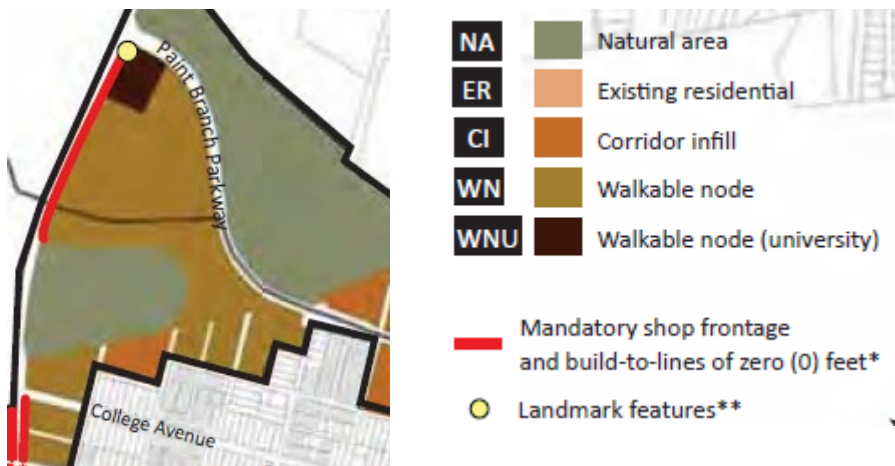 Paint Branch Parkway
College Avenue
NA Natural area
ER Existing residential
CI Corridor infill
WN Walkable node
WNU Walkable node (university)
Mandatory shop frontage
and build-to-lines of zero (0) feet*
Landmark features**